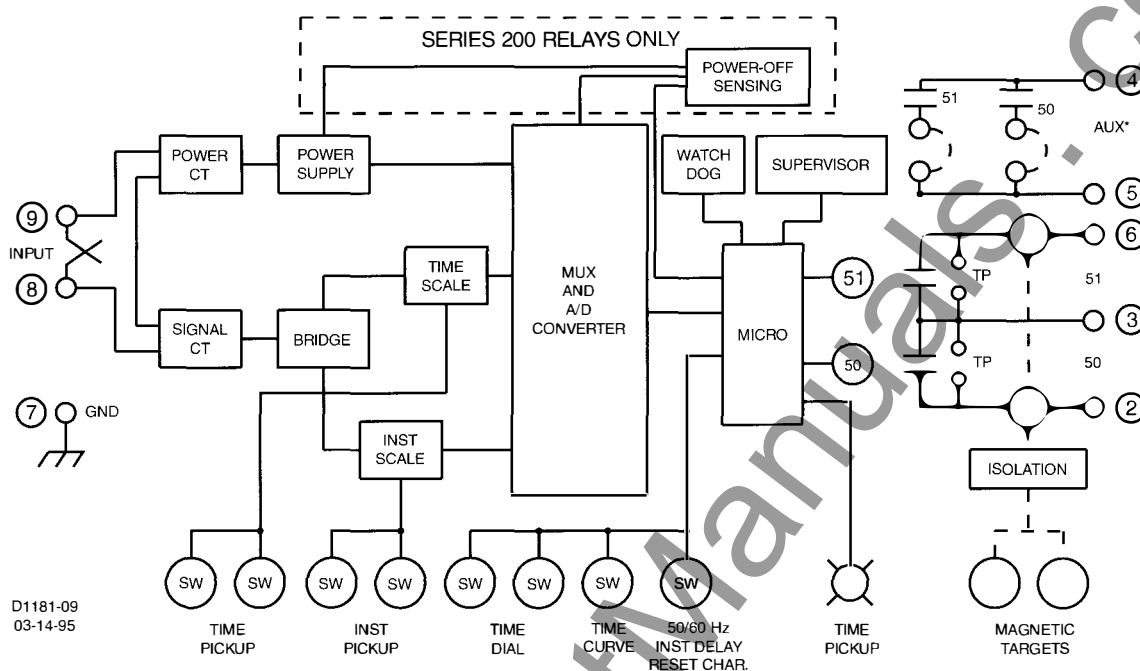 SERIES 200 RELAYS ONLY
POWER-OFF
SENSING
POWER
CT
POWER
SUPPLY
WATCH
DOG
SUPERVISOR
51
50
4
AUX*
5
9
INPUT
8
SIGNAL
CT
BRIDGE
TIME
SCALE
MUX
AND
A/D
CONVERTER
MICRO
51
50
6
TP
51
3
TP
50
2
7
GND
INST
SCALE
ISOLATION
SW
SW
SW
SW
SW
SW
SW
SW
D1181-09
03-14-95
TIME
PICKUP
INST
PICKUP
TIME
DIAL
TIME
CURVE
50/60 Hz
INST DELAY
RESET CHAR.
TIME
PICKUP
MAGNETIC
TARGETS